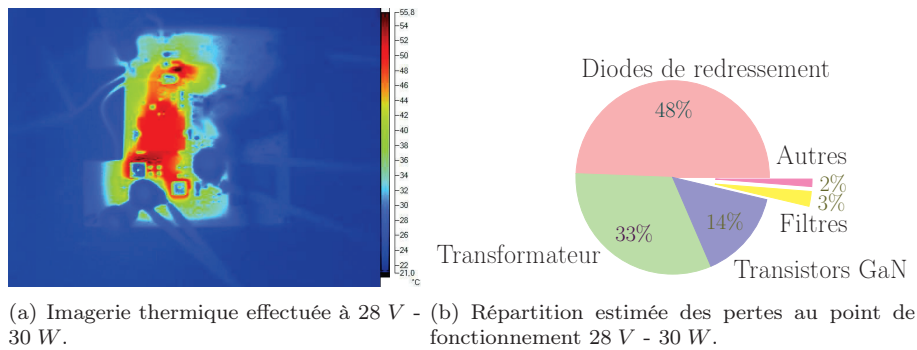 55,8
54
52
50
48
46
44
42
40
38
36
34
32
30
28
26
24
22
21,0
°C
Diodes de redressement
48%
Autres
2%
3%
Filtres
14%
33%
Transformateur
Transistors GaN
(a) Imagerie thermique effectuée à 28 V -
30 W.
(b) Répartition estimée des pertes au point de
fonctionnement 28 V - 30 W.